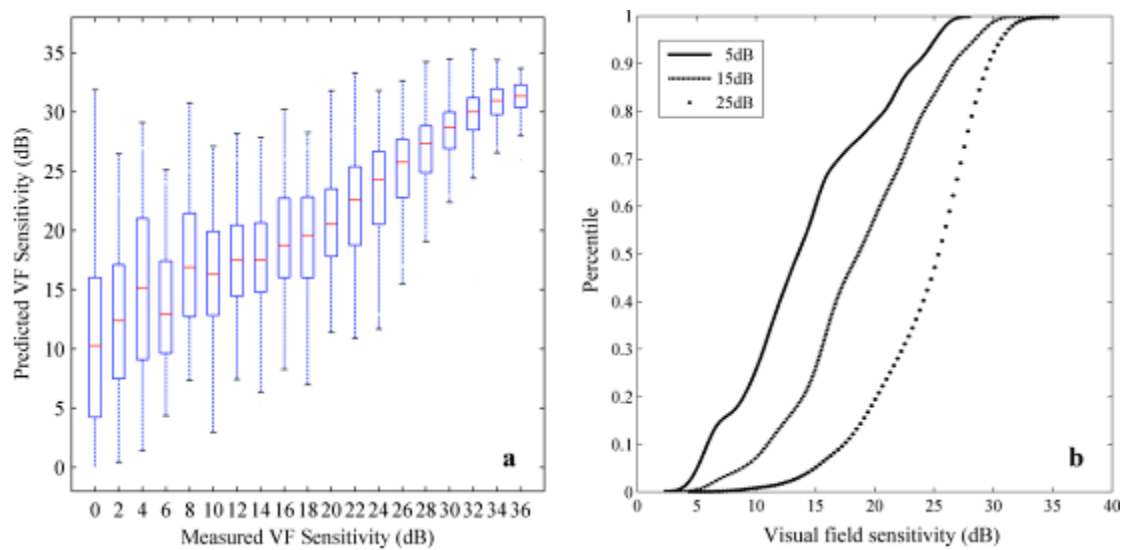 35
30
25
20
15
10
5
0
Predicted VF Sensitivity (dB)
0 2 4 6 8 10 12 14 16 18 20 22 24 26 28 30 32 34 36
Measured VF Sensitivity (dB)
a
1
0.9
0.8
0.7
0.6
0.5
0.4
0.3
0.2
0.1
0
Percentile
5dB
15dB
25dB
0 5 10 15 20 25 30 35 40
Visual field sensitivity (dB)
b